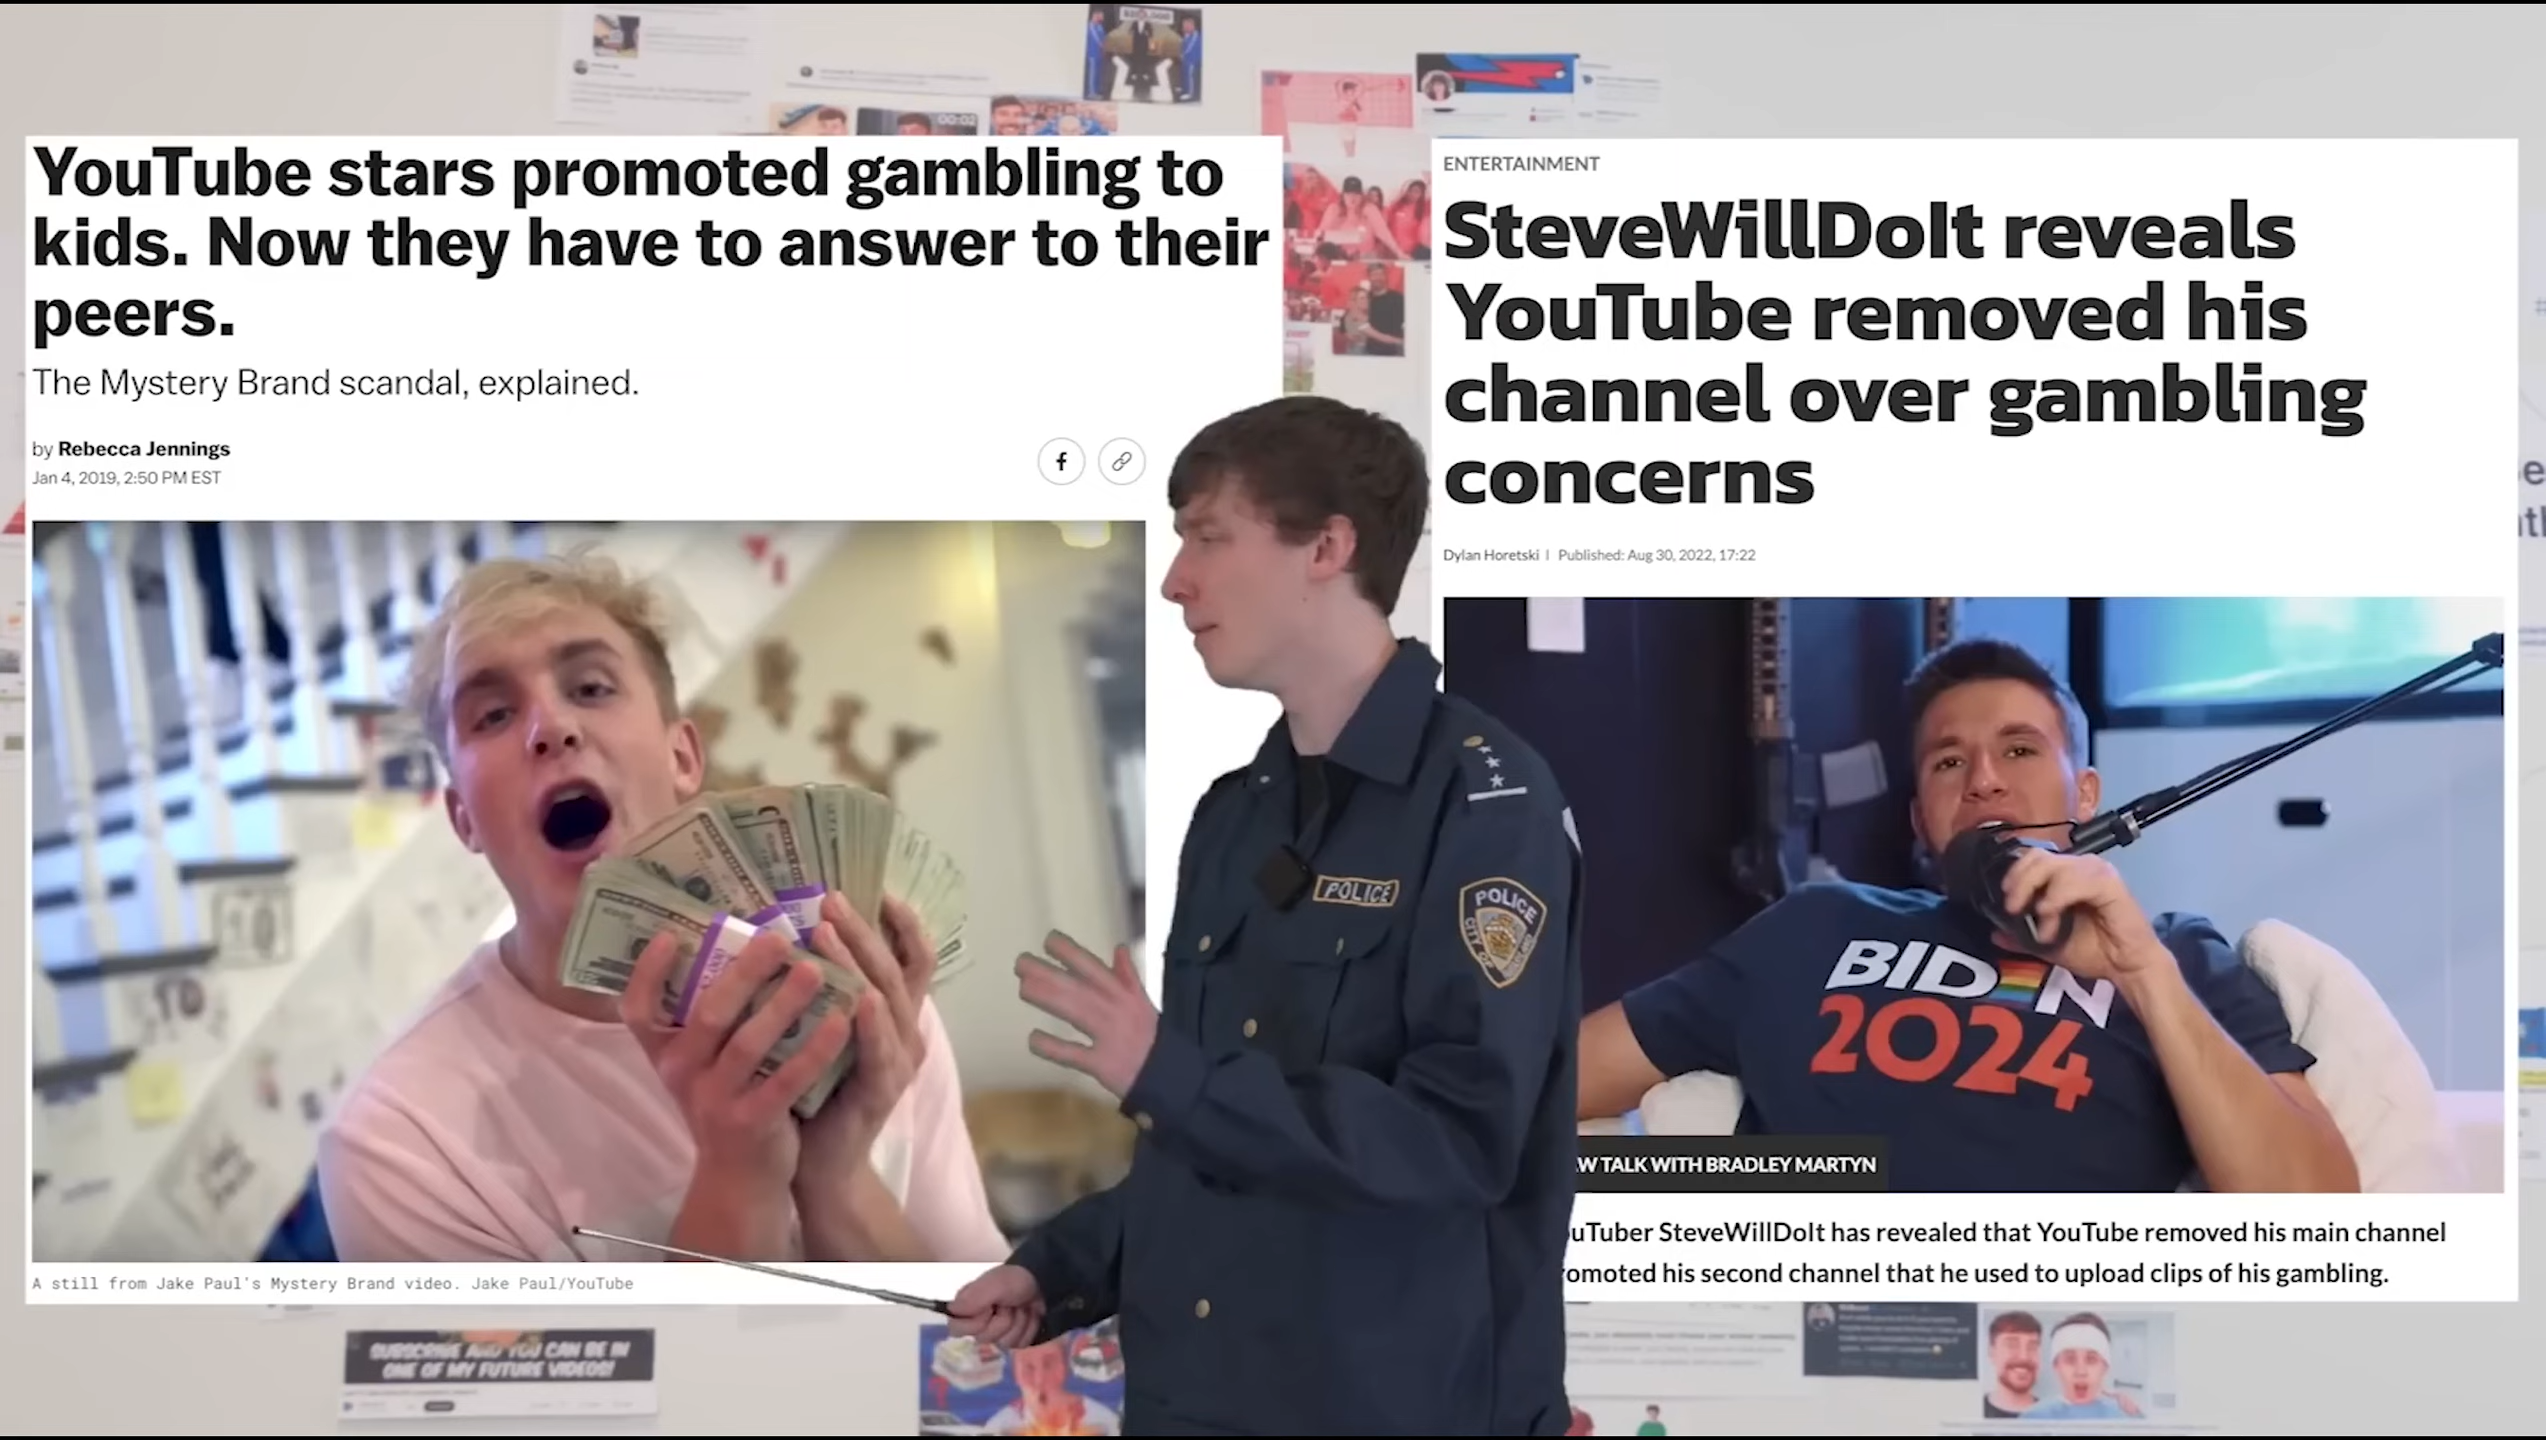 YouTube stars promoted gambling to
kids. Now they have to answer to their
peers.
The Mystery Brand scandal, explained.
by Rebecca Jennings
Jan 4, 2019, 2:50 PM EST
f
A still from Jake Paul's Mystery Brand video. Jake Paul/YouTube
ENTERTAINMENT
SteveWillDoIt reveals
YouTube removed his
channel over gambling
concerns
Dylan Horetski | Published: Aug 30, 2022, 17:22
BIDEN
2024
W TALK WITH BRADLEY MARTYN
uTuber SteveWillDoIt has revealed that YouTube removed his main channel
omoted his second channel that he used to upload clips of his gambling.
POLICE
POLICE
CITY OF
00:02
SUBSCRIBE AND YOU CAN BE IN
ONE OF MY FUTURE VIDEOS!